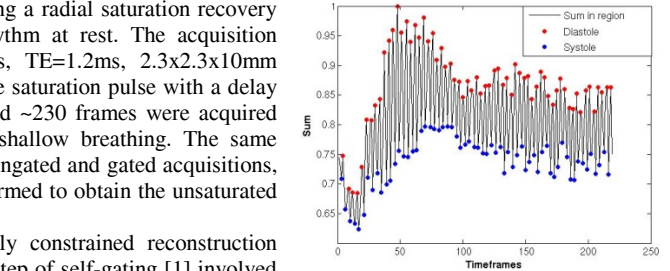 ng a radial saturation recovery
ythm at rest. The acquisition
s, TE=1.2ms, 2.3x2.3x10mm
e saturation pulse with a delay
d ~230 frames were acquired
shallow breathing. The same
ngated and gated acquisitions,
rmed to obtain the unsaturated
ly constrained reconstruction
tep of self-gating [1] involved
1
0.95
0.9
0.85
0.8
0.75
0.7
0.65
Sum
Sum in region
Diastole
Systole
0 50 100 150 200 250
Timeframes